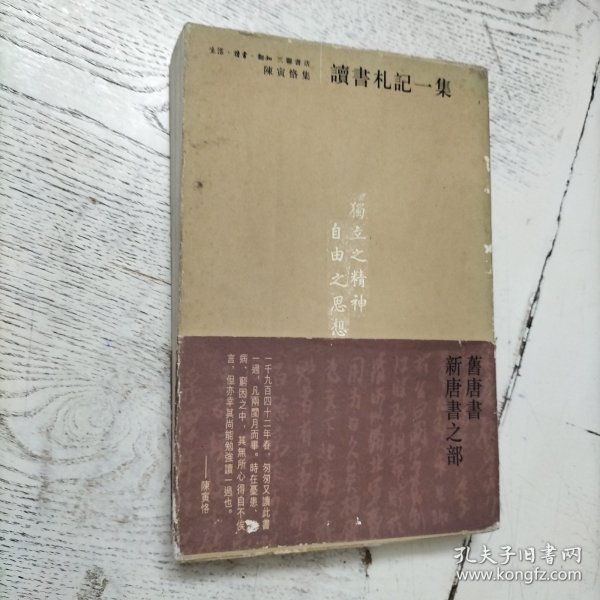 生活·讀書·新知 三聯書店
陳寅恪集
讀書札記一集
獨立之精神
自由之思想
舊唐書
新唐書之部
一千九百四十二年春，匆匆又讀此書
一過，凡兩閱月而畢。時在憂患、
病、窮困之中，其無所心得自不俟
言，但亦幸其尚能勉強讀一過也。
——陳寅恪
孔夫子旧书网
www.kongfz.com